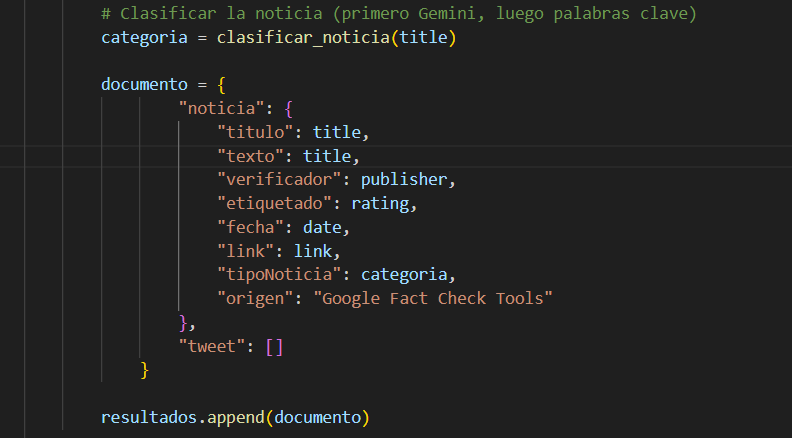 # Clasificar la noticia (primero Gemini, luego palabras clave)
categoria = clasificar_noticia(title)
documento = {
"noticia": {
"titulo": title,
"texto": title,
"verificador": publisher,
"etiquetado": rating,
"fecha": date,
"link": link,
"tipoNoticia": categoria,
"origen": "Google Fact Check Tools"
},
"tweet": []
}
resultados.append(documento)